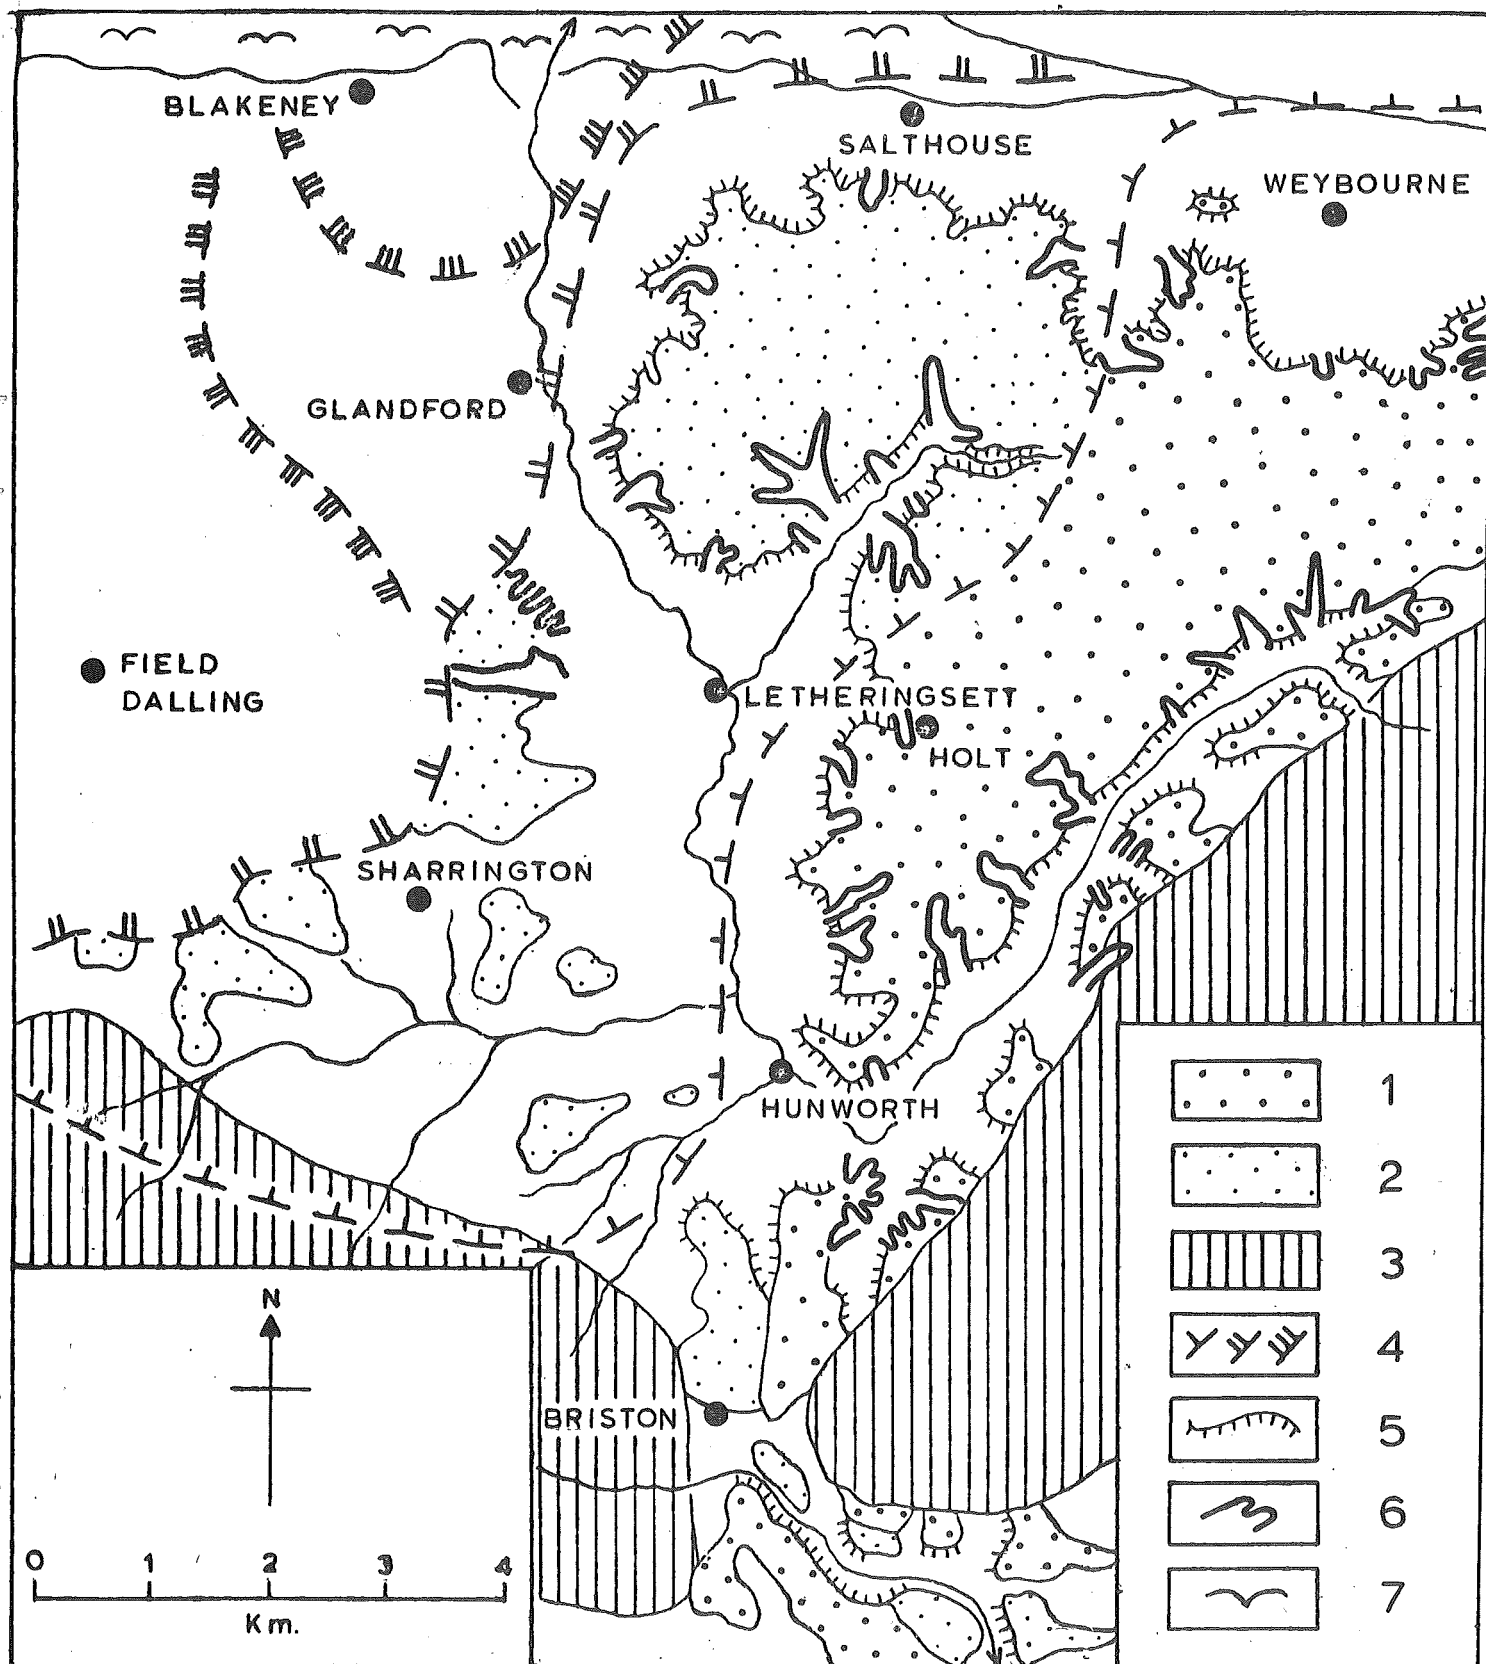 BLAKENEY
SALTHOUSE
WEYBOURNE
GLANDFORD
FIELD
DALLING
LETHERINGSETT
HOLT
SHARRINGTON
HUNWORTH
1
2
3
4
5
6
7
N
BRISTON
0 1 2 3 4
Km.